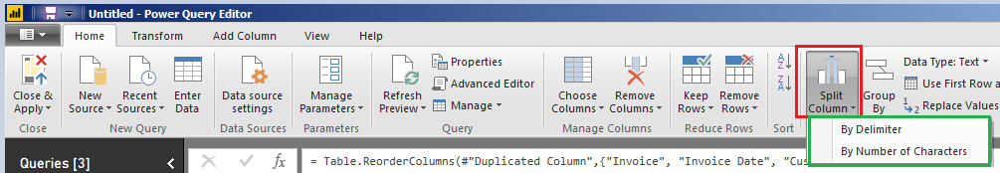 Untitled - Power Query Editor
Home Transform Add Column View Help
Close & Apply
New Source
Recent Sources
Enter Data
Data source settings
Manage Parameters
Refresh Preview
Properties
Advanced Editor
Manage
Choose Columns
Remove Columns
Keep Rows
Remove Rows
A Z
Z A
Split Column
Group By
Data Type: Text
Use First Row a
1 2 Replace Values
Close New Query Data Sources Parameters Query Manage Columns Reduce Rows Sort
By Delimiter
By Number of Characters
Queries [3]
fx = Table.ReorderColumns(#"Duplicated Column",{"Invoice", "Invoice Date", "Cus